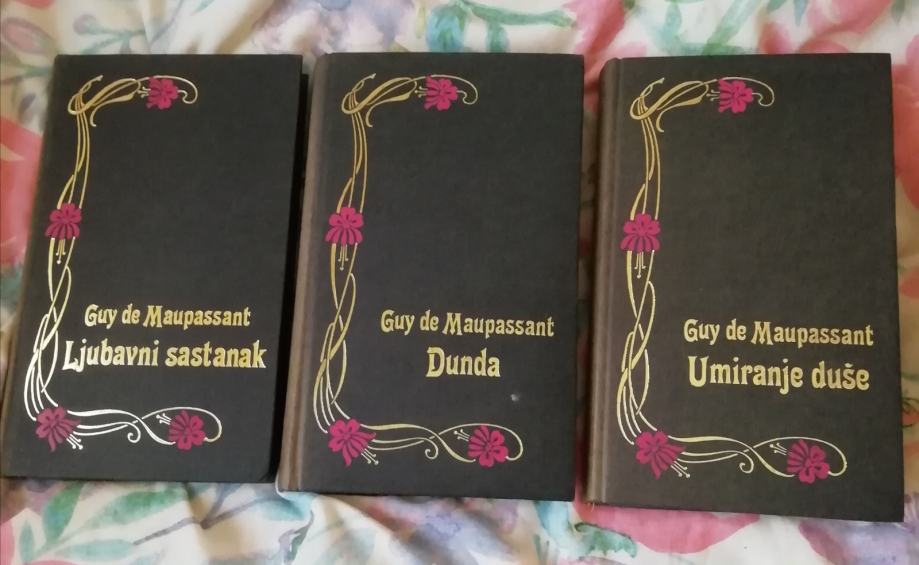 Guy de Maupassant
Ljubavni sastanak
Guy de Maupassant
Dunda
Guy de Maupassant
Umiranje duše